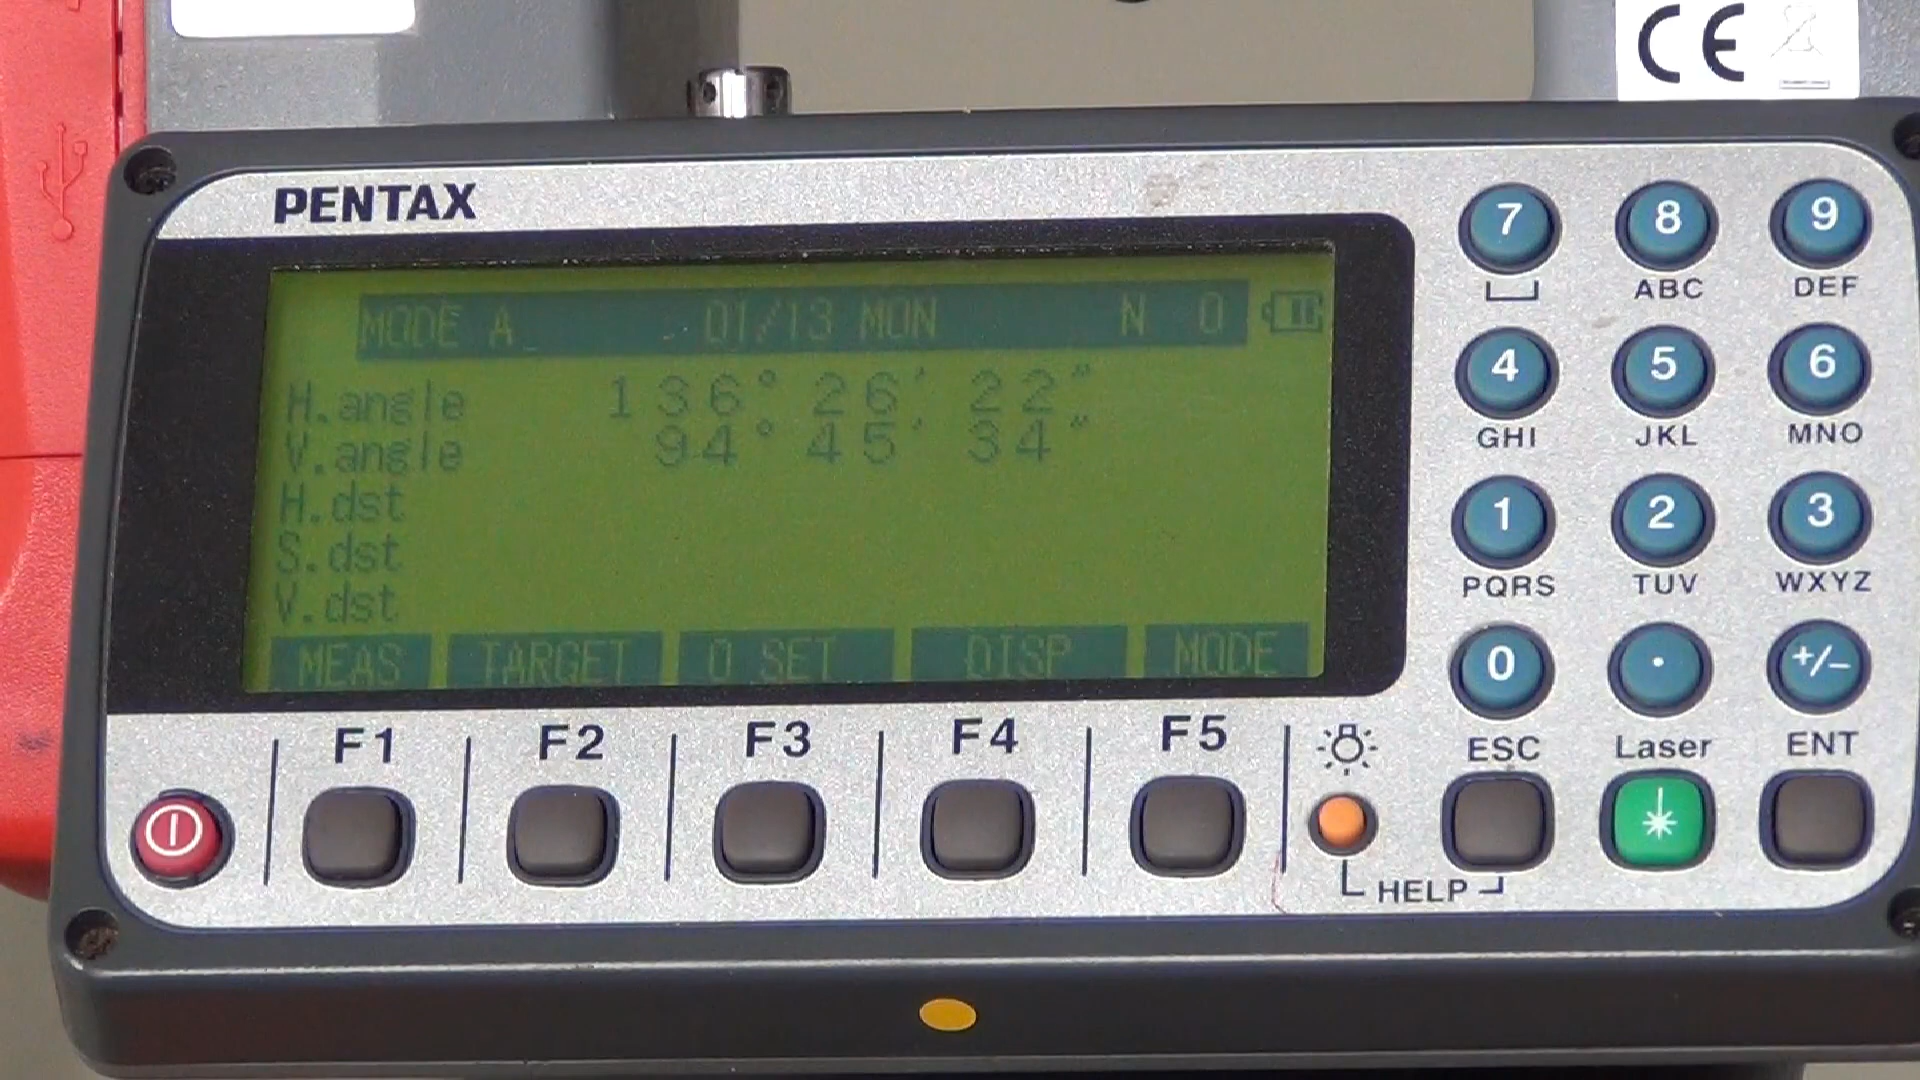 CE
PENTAX
MODE A 01/13 MON N 0
H.angle 136° 26' 22"
V.angle 94° 45' 34"
H.dst
S.dst
V.dst
MEAS TARGET 0 SET DISP MODE
F1 F2 F3 F4 F5
7 8 9
ABC DEF
4 5 6
GHI JKL MNO
1 2 3
PQRS TUV WXYZ
0 . +/−
ESC Laser ENT
HELP